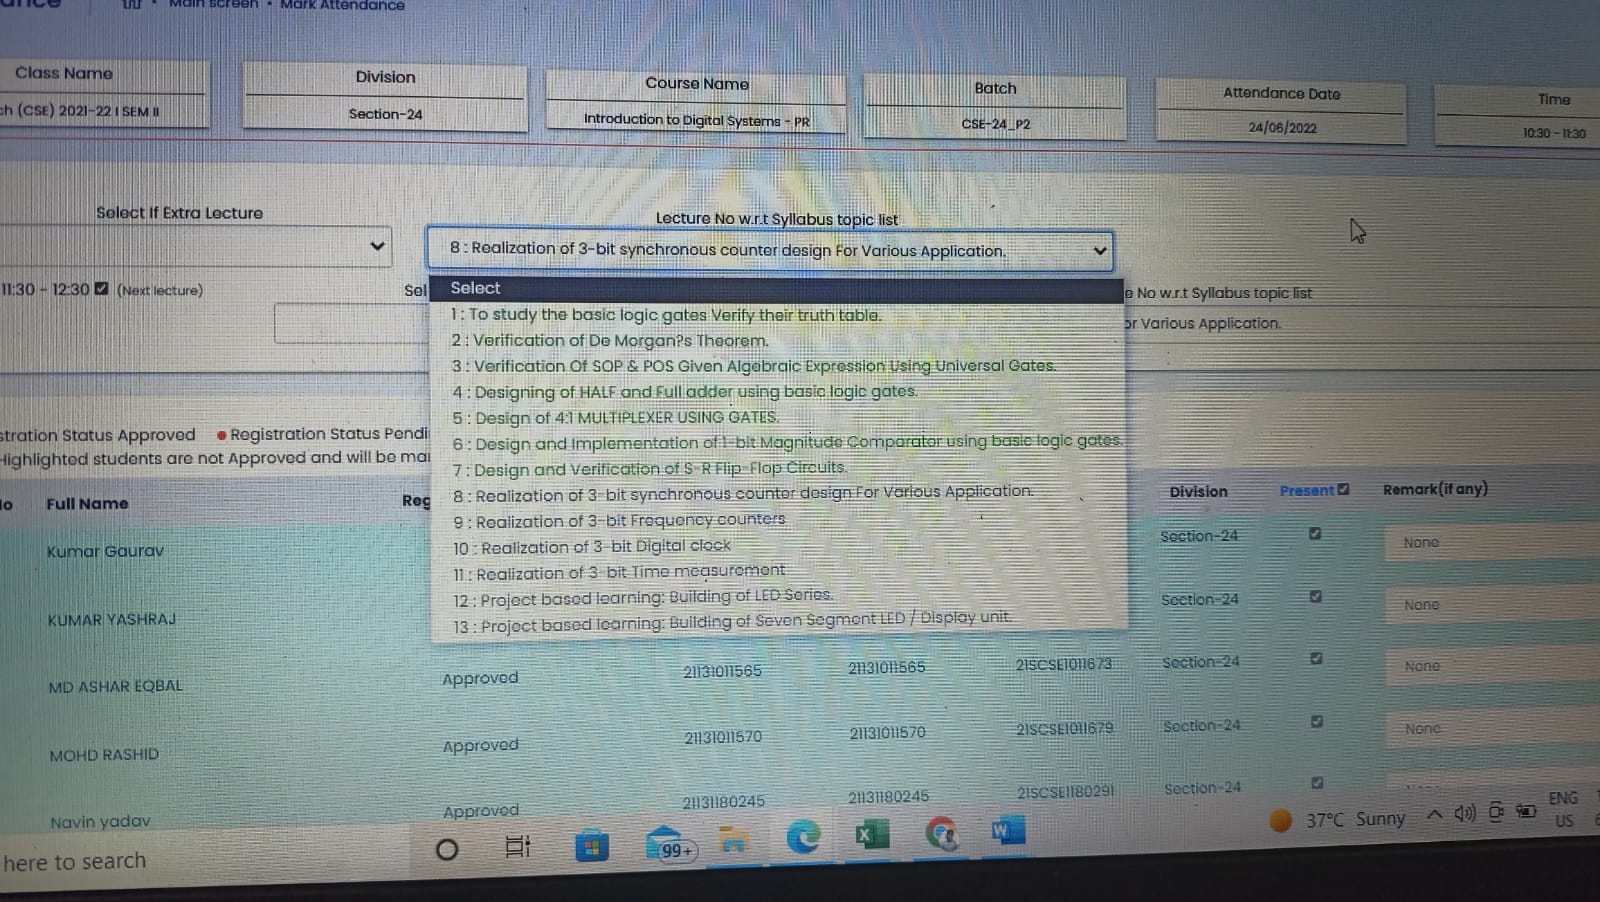 Main screen • Mark Attendance
Class Name
(CSE) 2021-22 I SEM II
Division
Section-24
Course Name
Introduction to Digital Systems - PR
Batch
CSE-24_P2
Attendance Date
24/06/2022
Time
10:30 - 11:30
Select If Extra Lecture
Lecture No w.r.t Syllabus topic list
8 : Realization of 3-bit synchronous counter design For Various Application.
11:30 - 12:30 (Next lecture)
Sel
e No w.r.t Syllabus topic list
or Various Application.
Select
1 : To study the basic logic gates Verify their truth table.
2 : Verification of De Morgan?s Theorem.
3 : Verification Of SOP & POS Given Algebraic Expression Using Universal Gates.
4 : Designing of HALF and Full adder using basic logic gates.
5 : Design of 4:1 MULTIPLEXER USING GATES.
6 : Design and Implementation of 1-bit Magnitude Comparator using basic logic gates.
7 : Design and Verification of S-R Flip-Flop Circuits.
8 : Realization of 3-bit synchronous counter design For Various Application.
9 : Realization of 3-bit Frequency counters
10 : Realization of 3-bit Digital clock
11 : Realization of 3-bit Time measurement
12 : Project based learning: Building of LED Series.
13 : Project based learning: Building of Seven Segment LED / Display unit.
stration Status Approved • Registration Status Pendi
Highlighted students are not Approved and will be mar
Full Name Reg Division Present Remark(if any)
Kumar Gaurav Section-24 None
KUMAR YASHRAJ Section-24 None
MD ASHAR EQBAL Approved 21131011565 21131011565 21SCSE1011673 Section-24 None
MOHD RASHID Approved 21131011570 21131011570 21SCSE1011679 Section-24 None
Navin yadav Approved 21131180245 21131180245 21SCSE1180291 Section-24
here to search
99+
37°C Sunny
ENG
US